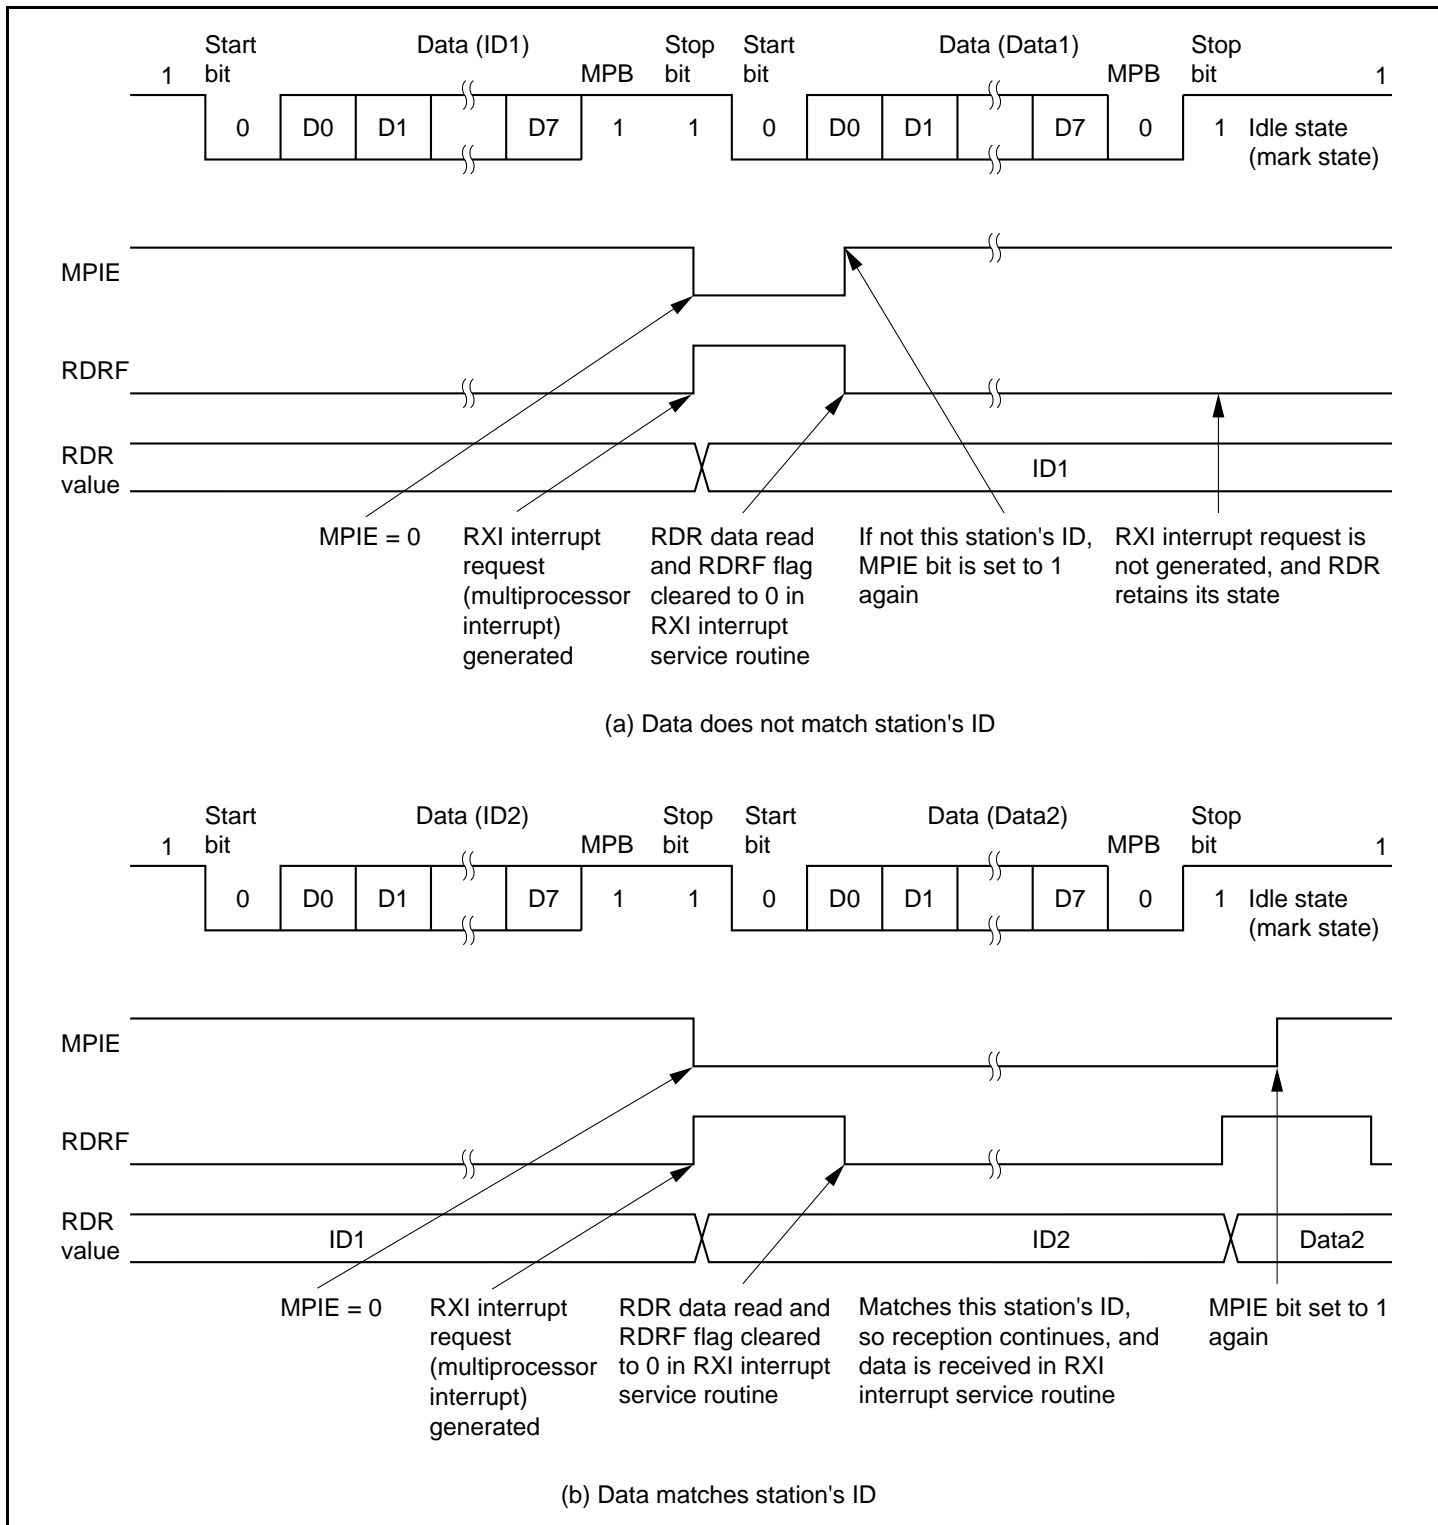 Start Data (ID1) Stop Start Data (Data1) Stop
1 bit MPB bit bit MPB bit 1
0 D0 D1 D7 1 1 0 D0 D1 D7 0 1 Idle state
(mark state)
MPIE
RDRF
RDR
value
ID1
MPIE = 0
RXI interrupt
request
(multiprocessor
interrupt)
generated
RDR data read
and RDRF flag
cleared to 0 in
RXI interrupt
service routine
If not this station's ID,
MPIE bit is set to 1
again
RXI interrupt request is
not generated, and RDR
retains its state
(a) Data does not match station's ID
Start Data (ID2) Stop Start Data (Data2) Stop
1 bit MPB bit bit MPB bit 1
0 D0 D1 D7 1 1 0 D0 D1 D7 0 1 Idle state
(mark state)
MPIE
RDRF
RDR
value
ID1 ID2 Data2
MPIE = 0
RXI interrupt
request
(multiprocessor
interrupt)
generated
RDR data read and
RDRF flag cleared
to 0 in RXI interrupt
service routine
Matches this station's ID,
so reception continues, and
data is received in RXI
interrupt service routine
MPIE bit set to 1
again
(b) Data matches station's ID